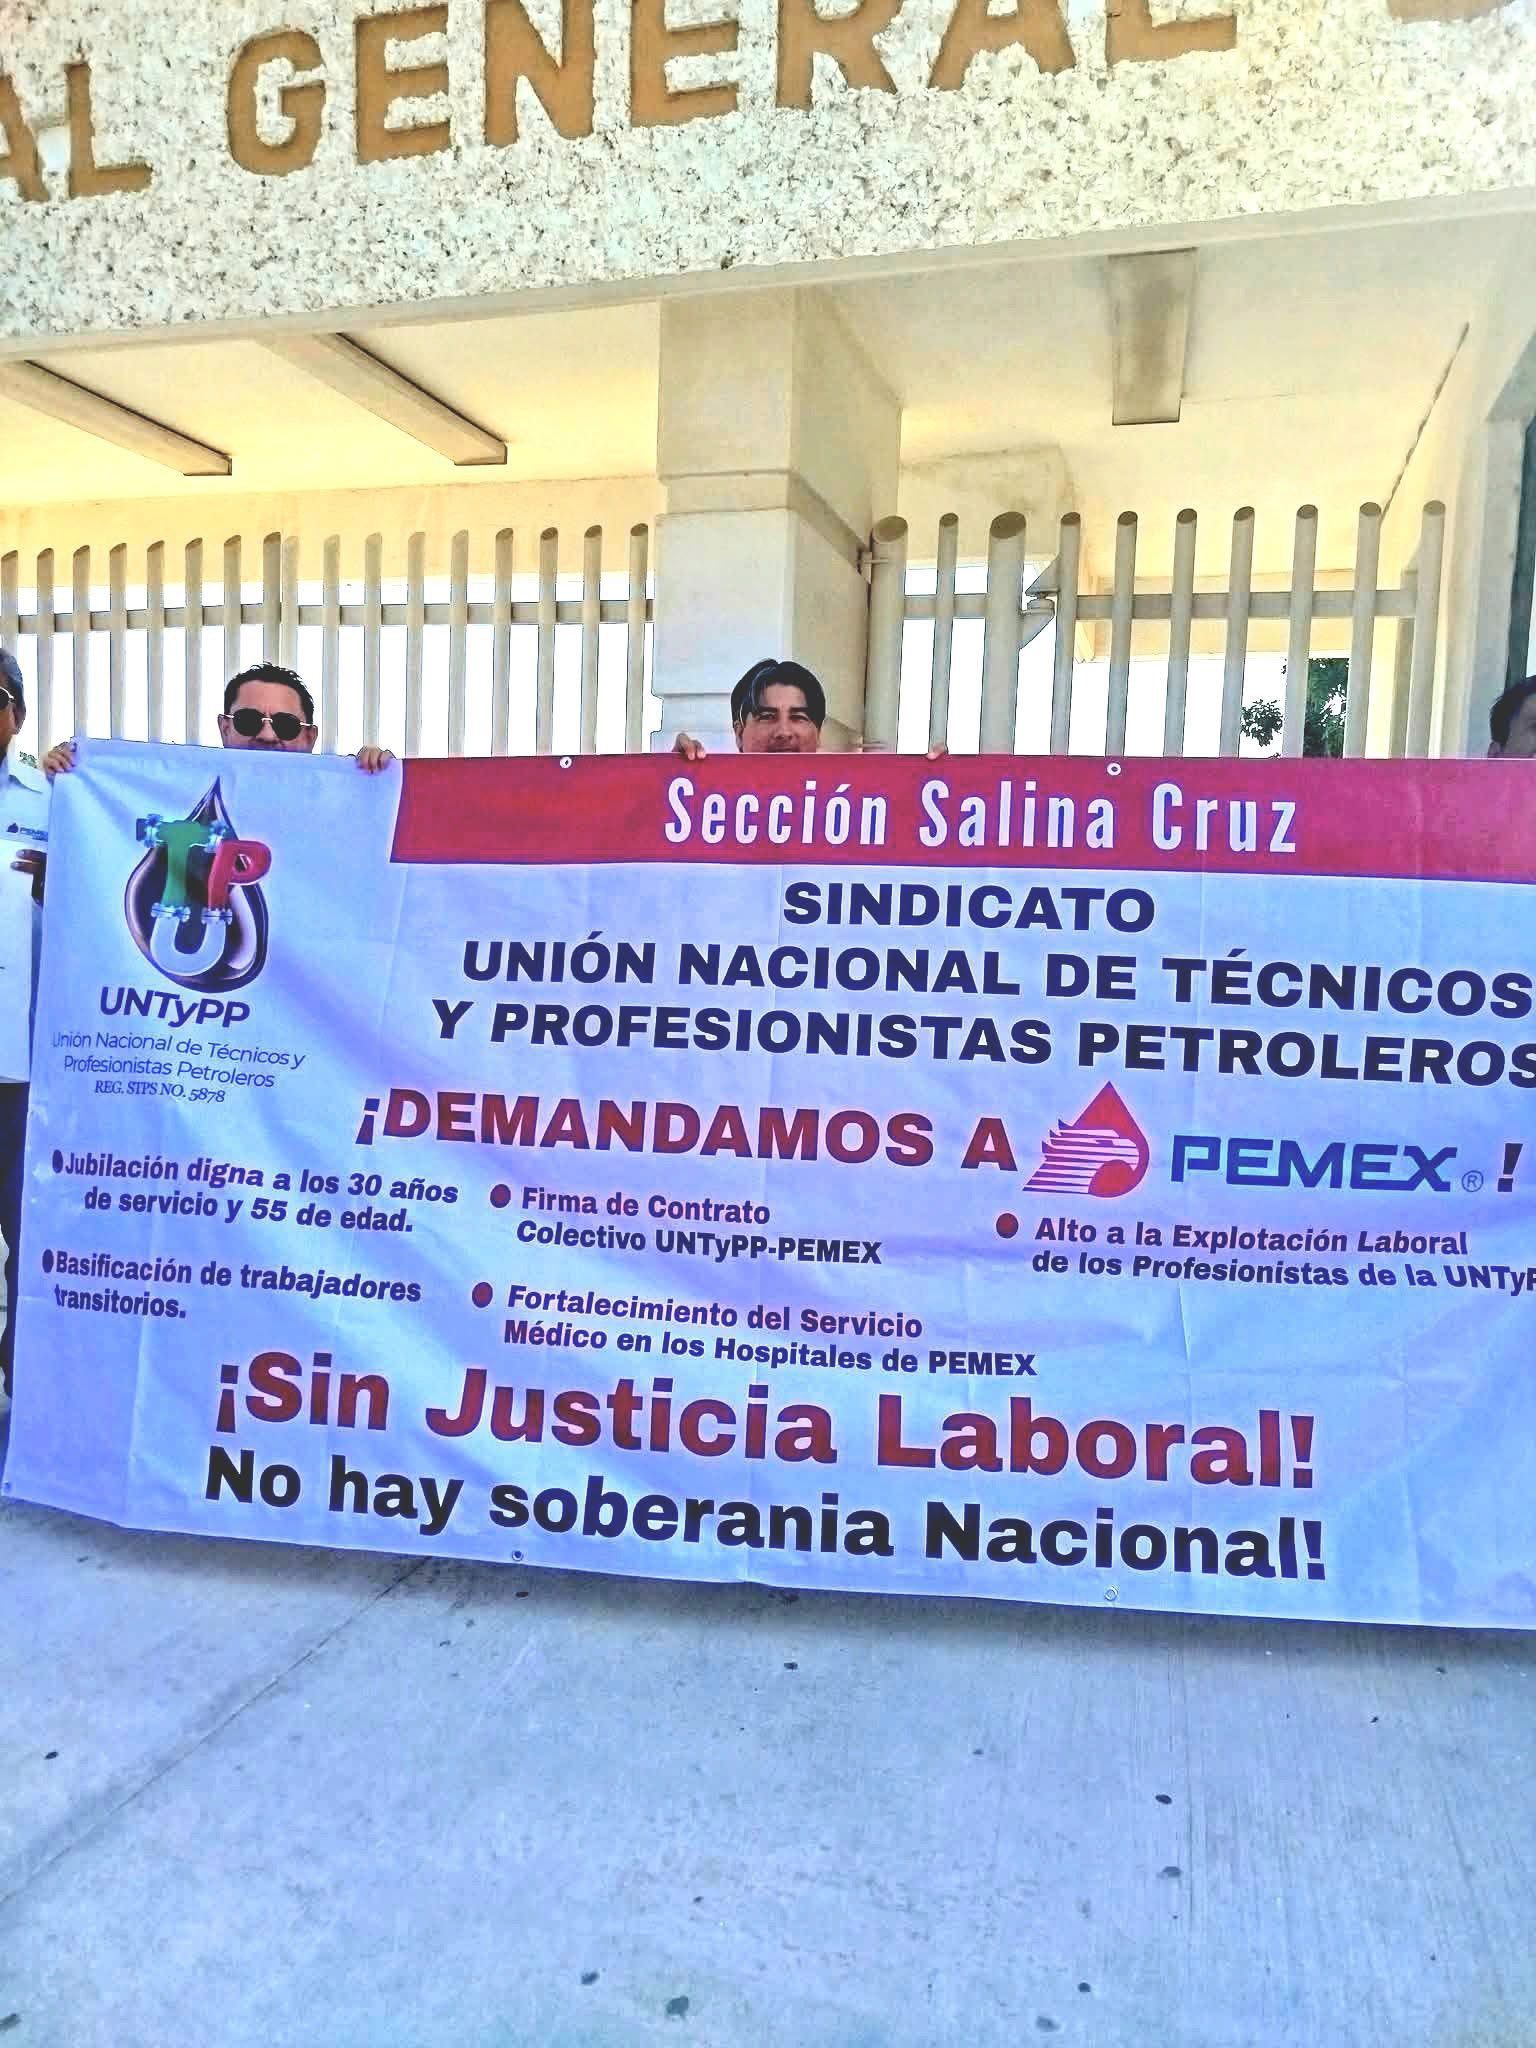 AL GENERAL
Sección Salina Cruz
SINDICATO
UNIÓN NACIONAL DE TÉCNICOS
Y PROFESIONISTAS PETROLEROS
TPU
UNTyPP
Unión Nacional de Técnicos y
Profesionistas Petroleros
REG. STPS NO. 5878
¡DEMANDAMOS A PEMEX® !
●Jubilación digna a los 30 años
de servicio y 55 de edad.
●Basificación de trabajadores
transitorios.
● Firma de Contrato
Colectivo UNTyPP-PEMEX
● Fortalecimiento del Servicio
Médico en los Hospitales de PEMEX
● Alto a la Explotación Laboral
de los Profesionistas de la UNTyP
¡Sin Justicia Laboral!
No hay soberania Nacional!
PEMEX